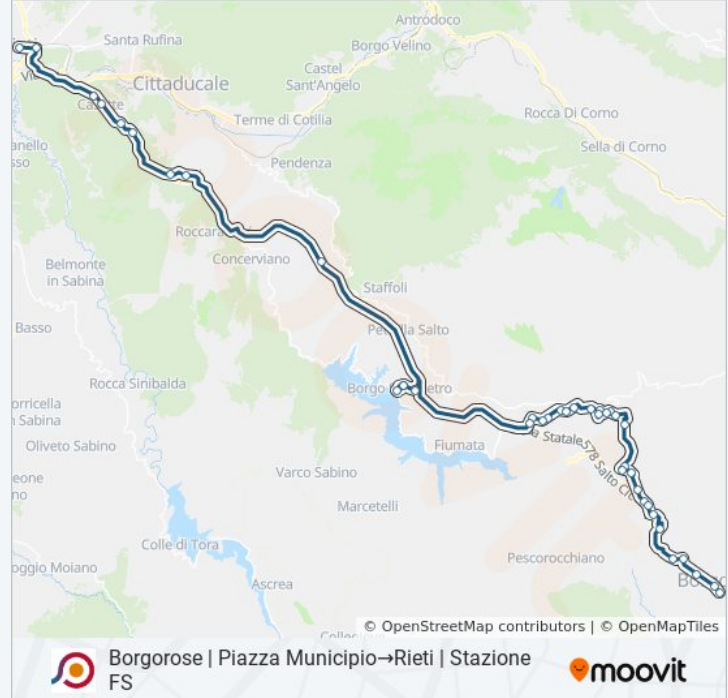 Antrodoco
Santa Rufina
Borgo Velino
Castel
Sant'Angelo
Cittaducale
Rocca Di Corno
Terme di Cotilia
Sella di Corno
Pendenza
Concerviano
Belmonte
in Sabina
Staffoli
Basso
Rocca Sinibalda
Fiumata
Oliveto Sabino
Varco Sabino
Marcetelli
Colle di Tora
Pescorocchiano
Ascrea
© OpenStreetMap contributors | © OpenMapTiles
Borgorose | Piazza Municipio→Rieti | Stazione
FS
moovit